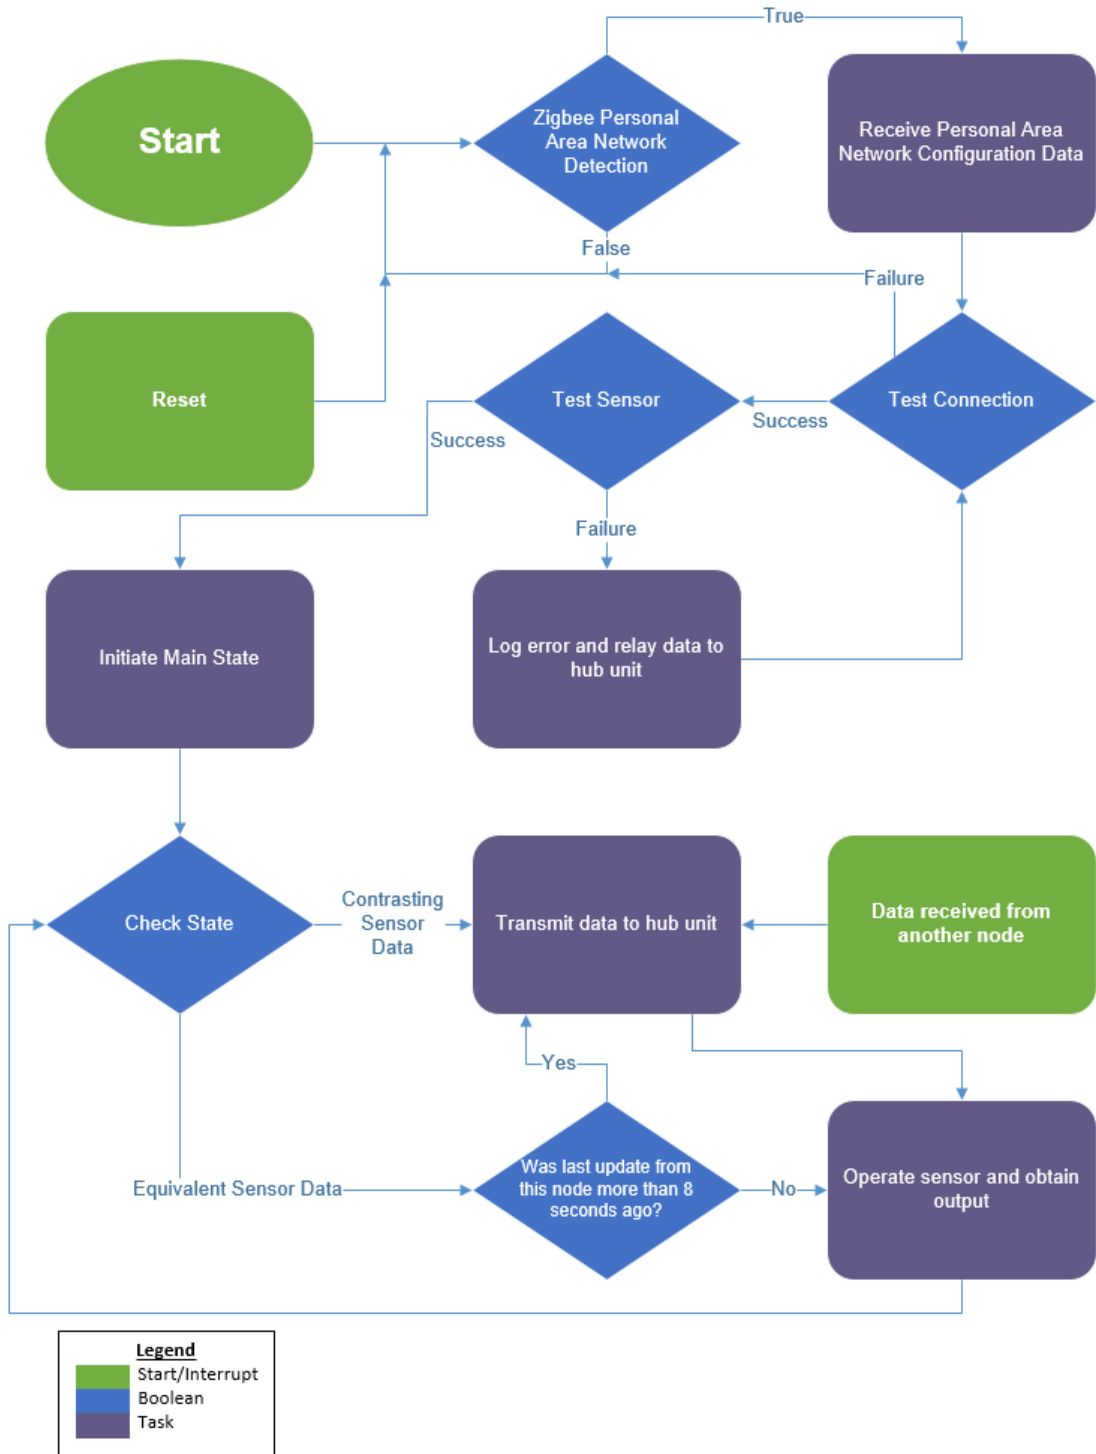 True
Start
Zigbee Personal
Area Network
Detection
Receive Personal Area
Network Configuration Data
False
Failure
Reset
Test Sensor
Success
Test Connection
Success
Failure
Initiate Main State
Log error and relay data to
hub unit
Check State
Contrasting
Sensor
Data
Transmit data to hub unit
Data received from
another node
Yes
Equivalent Sensor Data
Was last update from
this node more than 8
seconds ago?
No
Operate sensor and obtain
output
Legend
Start/Interrupt
Boolean
Task